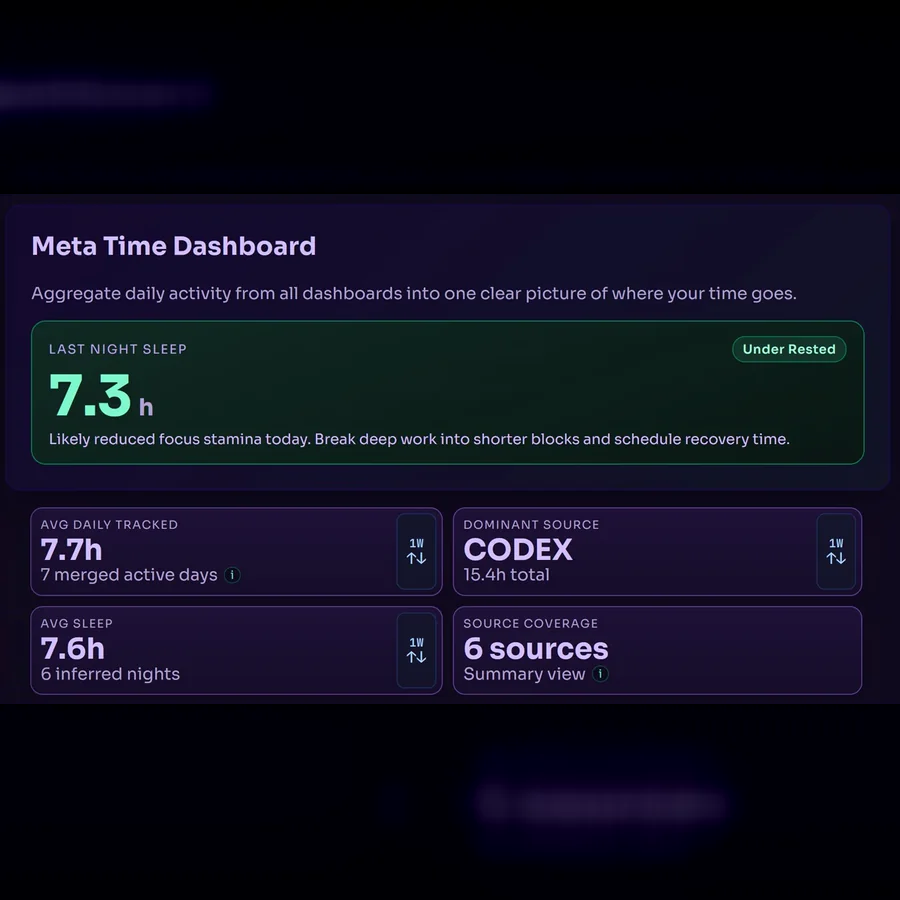 Meta Time Dashboard
Aggregate daily activity from all dashboards into one clear picture of where your time goes.
LAST NIGHT SLEEP
Under Rested
7.3 h
Likely reduced focus stamina today. Break deep work into shorter blocks and schedule recovery time.
AVG DAILY TRACKED
7.7h
7 merged active days i
1W
↑↓
DOMINANT SOURCE
CODEX
15.4h total
1W
↑↓
AVG SLEEP
7.6h
6 inferred nights
1W
↑↓
SOURCE COVERAGE
6 sources
Summary view i